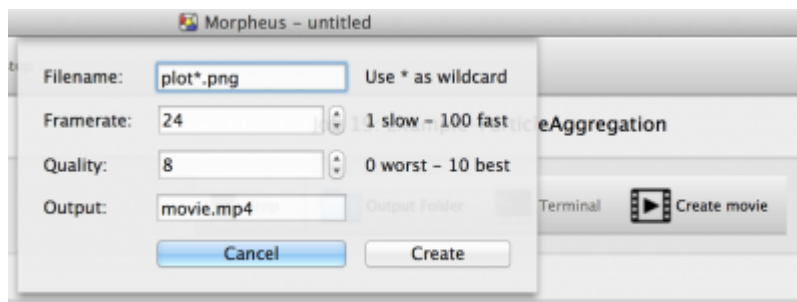 Morpheus – untitled
Filename: plot*.png Use * as wildcard
Framerate: 24 1 slow – 100 fast
eAggregation
Quality: 8 0 worst – 10 best
Output: movie.mp4 Output Folder Terminal Create movie
Cancel Create